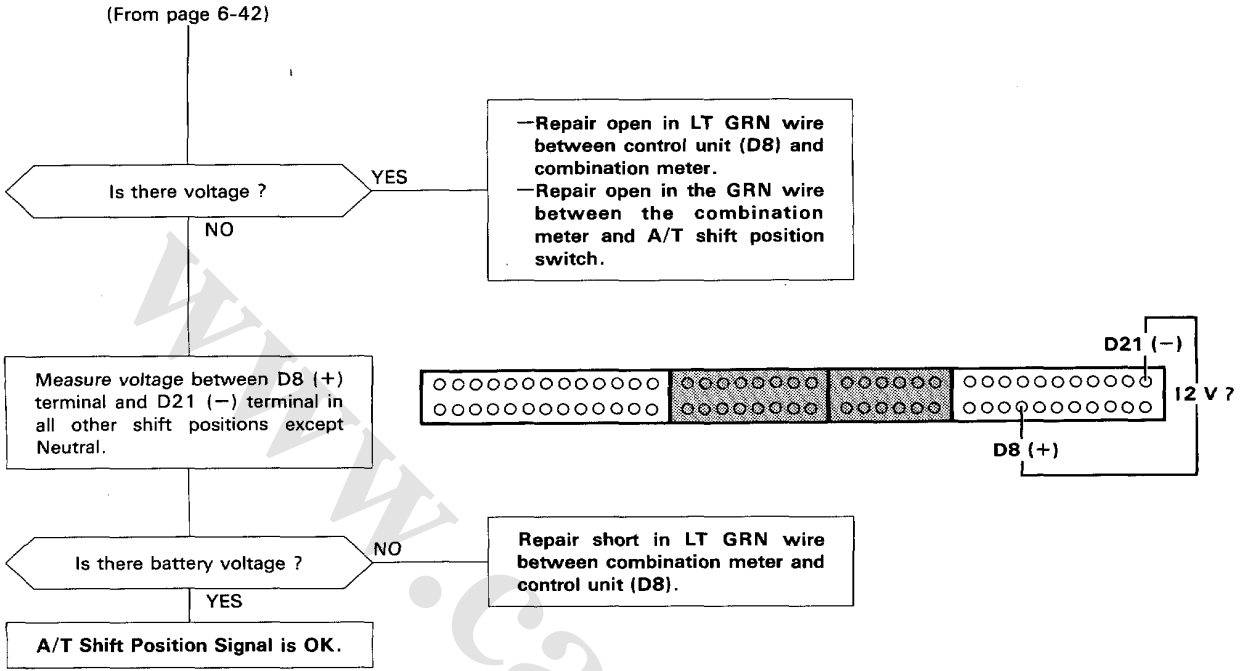 (From page 6-42)
—Repair open in LT GRN wire
between control unit (D8) and
combination meter.
—Repair open in the GRN wire
between the combination
meter and A/T shift position
switch.
Is there voltage ?
YES
NO
Measure voltage between D8 (+)
terminal and D21 (−) terminal in
all other shift positions except
Neutral.
D21 (−)
12 V ?
D8 (+)
Is there battery voltage ?
NO
Repair short in LT GRN wire
between combination meter and
control unit (D8).
YES
A/T Shift Position Signal is OK.
www.ca